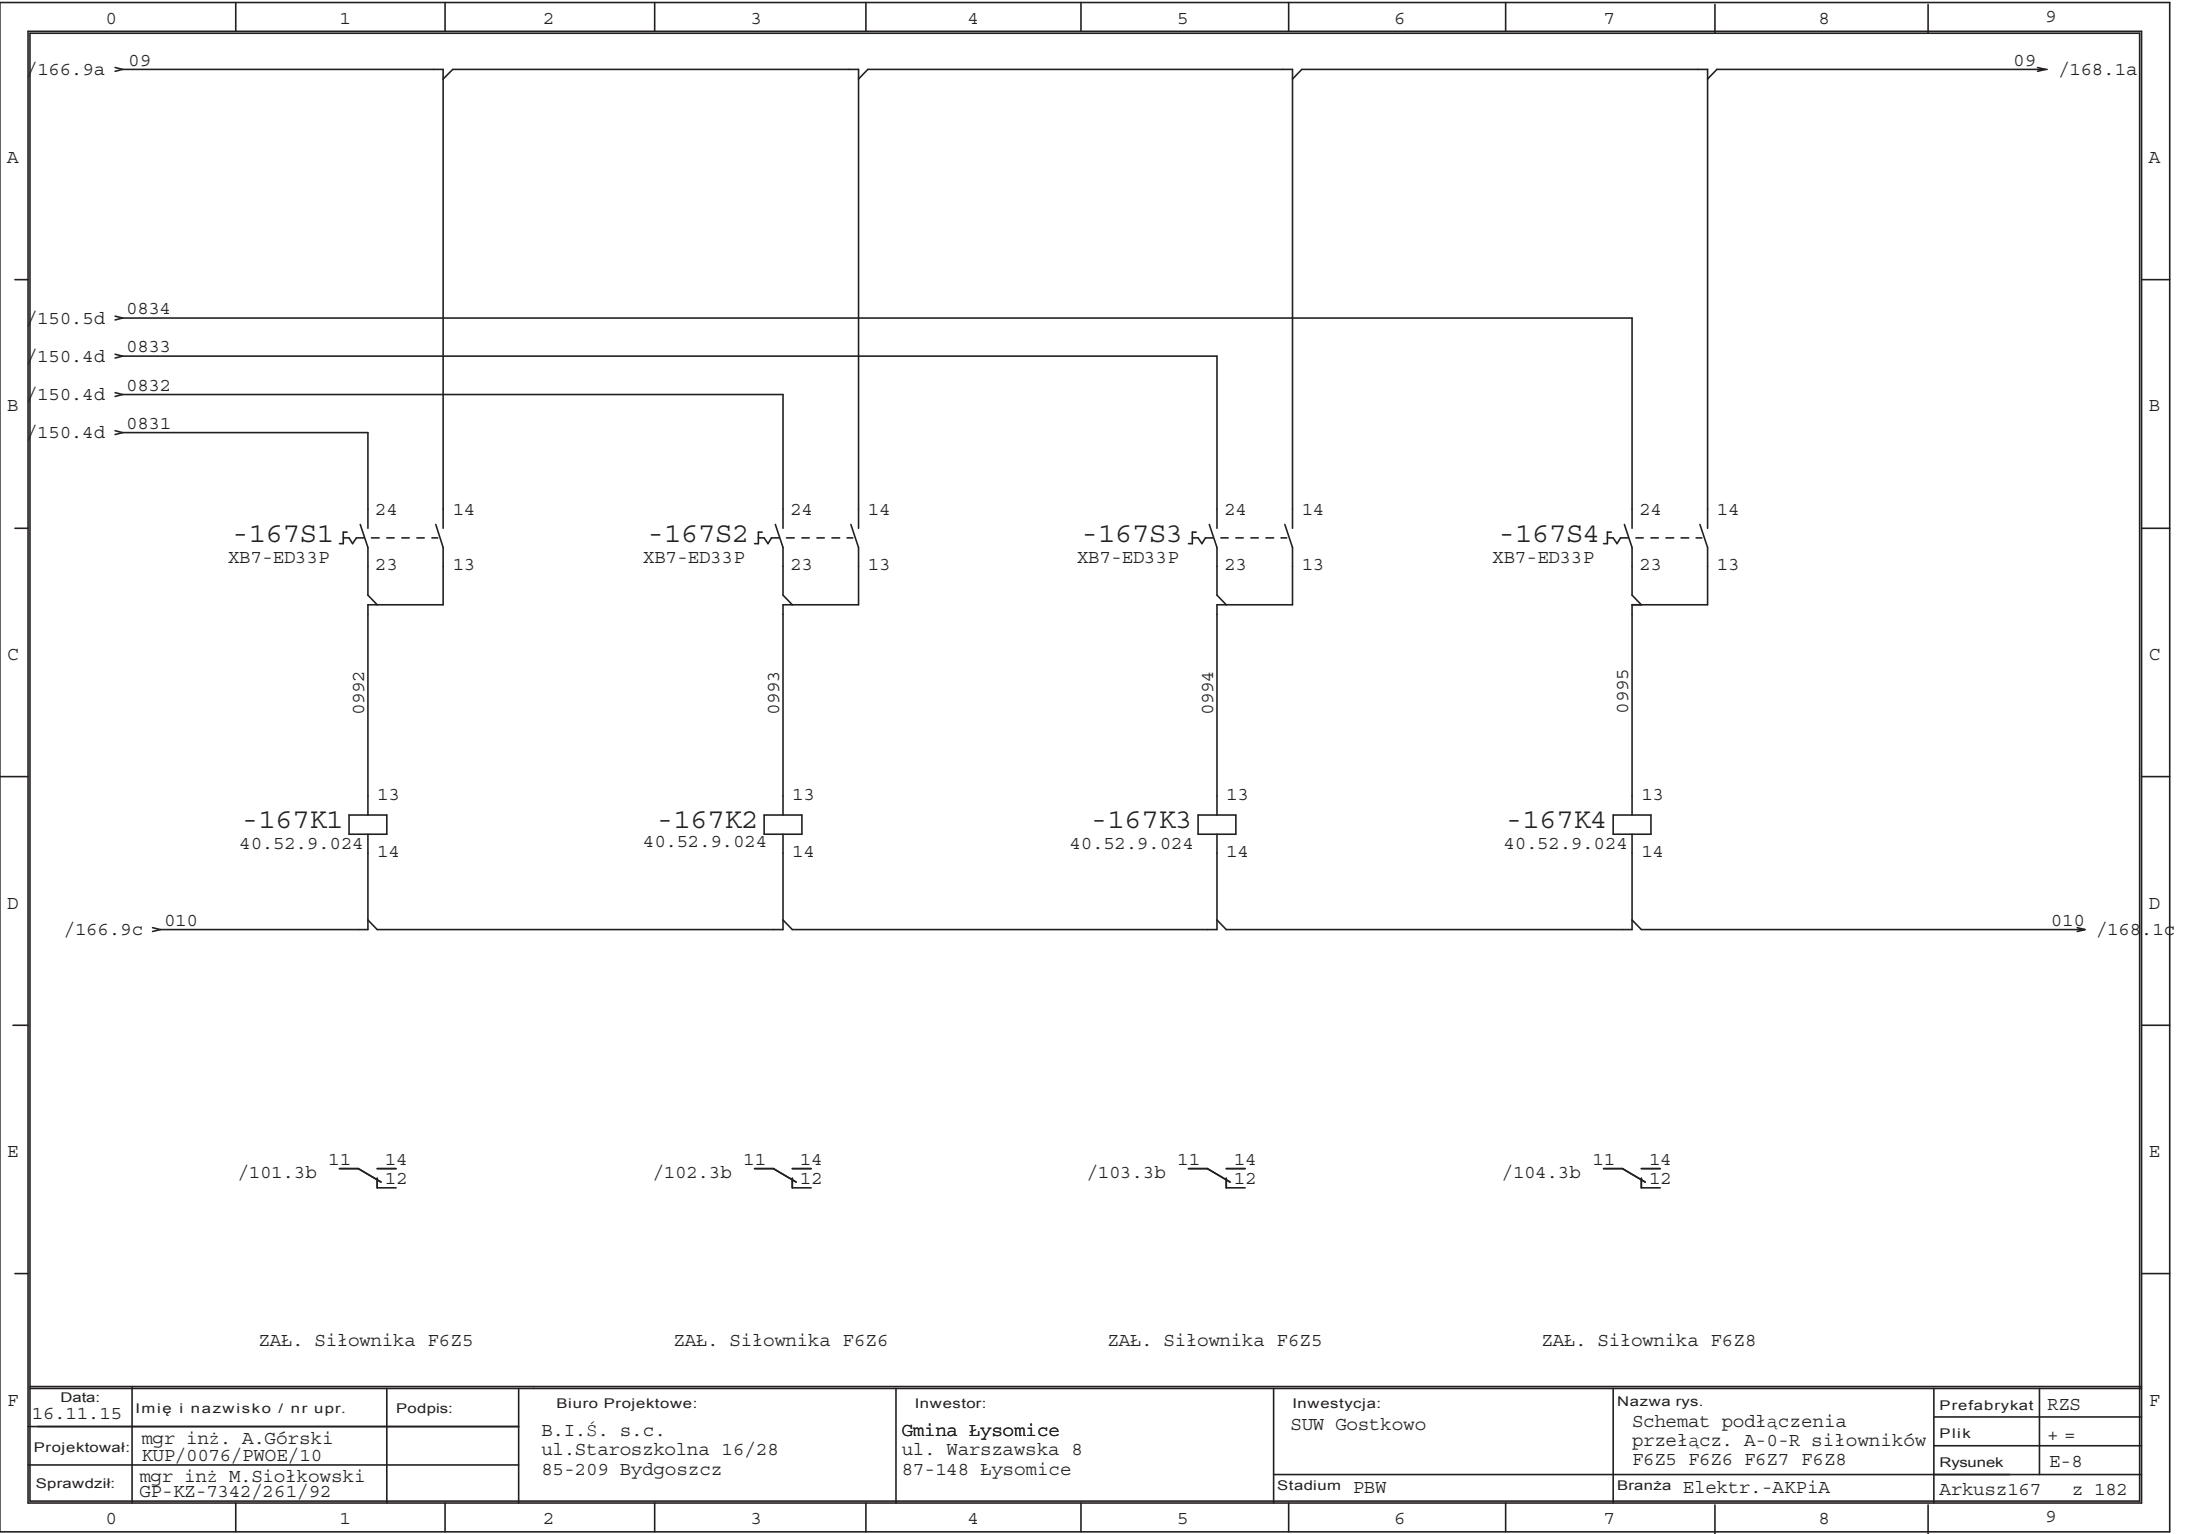 0 1 2 3 4 5 6 7 8 9
/166.9a 09 09 /168.1a
A A
/150.5d 0834
/150.4d 0833
/150.4d 0832
B B
/150.4d 0831
24 14 24 14 24 14 24 14
-167S1 -167S2 -167S3 -167S4
XB7-ED33P XB7-ED33P XB7-ED33P XB7-ED33P
23 13 23 13 23 13 23 13
C C
0992 0993 0994 0995
13 13 13 13
-167K1 -167K2 -167K3 -167K4
40.52.9.024 40.52.9.024 40.52.9.024 40.52.9.024
14 14 14 14
D D
/166.9c 010 010 /168.1c
E E
/101.3b 11 14 12 /102.3b 11 14 12 /103.3b 11 14 12 /104.3b 11 14 12
ZAŁ. Siłownika F6Z5 ZAŁ. Siłownika F6Z6 ZAŁ. Siłownika F6Z5 ZAŁ. Siłownika F6Z8
F F
Data:
16.11.15
Imię i nazwisko / nr upr.
Podpis:
Projektował:
mgr inż. A.Górski
KUP/0076/PWOE/10
Sprawdził:
mgr inż M.Siołkowski
GP-KZ-7342/261/92
Biuro Projektowe:
B.I.Ś. s.c.
ul.Staroszkolna 16/28
85-209 Bydgoszcz
Inwestor:
Gmina Łysomice
ul. Warszawska 8
87-148 Łysomice
Inwestycja:
SUW Gostkowo
Stadium PBW
Nazwa rys.
Schemat podłączenia
przełącz. A-0-R siłowników
F6Z5 F6Z6 F6Z7 F6Z8
Branża Elektr.-AKPiA
Prefabrykat RZS
Plik + =
Rysunek E-8
Arkusz167 z 182
0 1 2 3 4 5 6 7 8 9